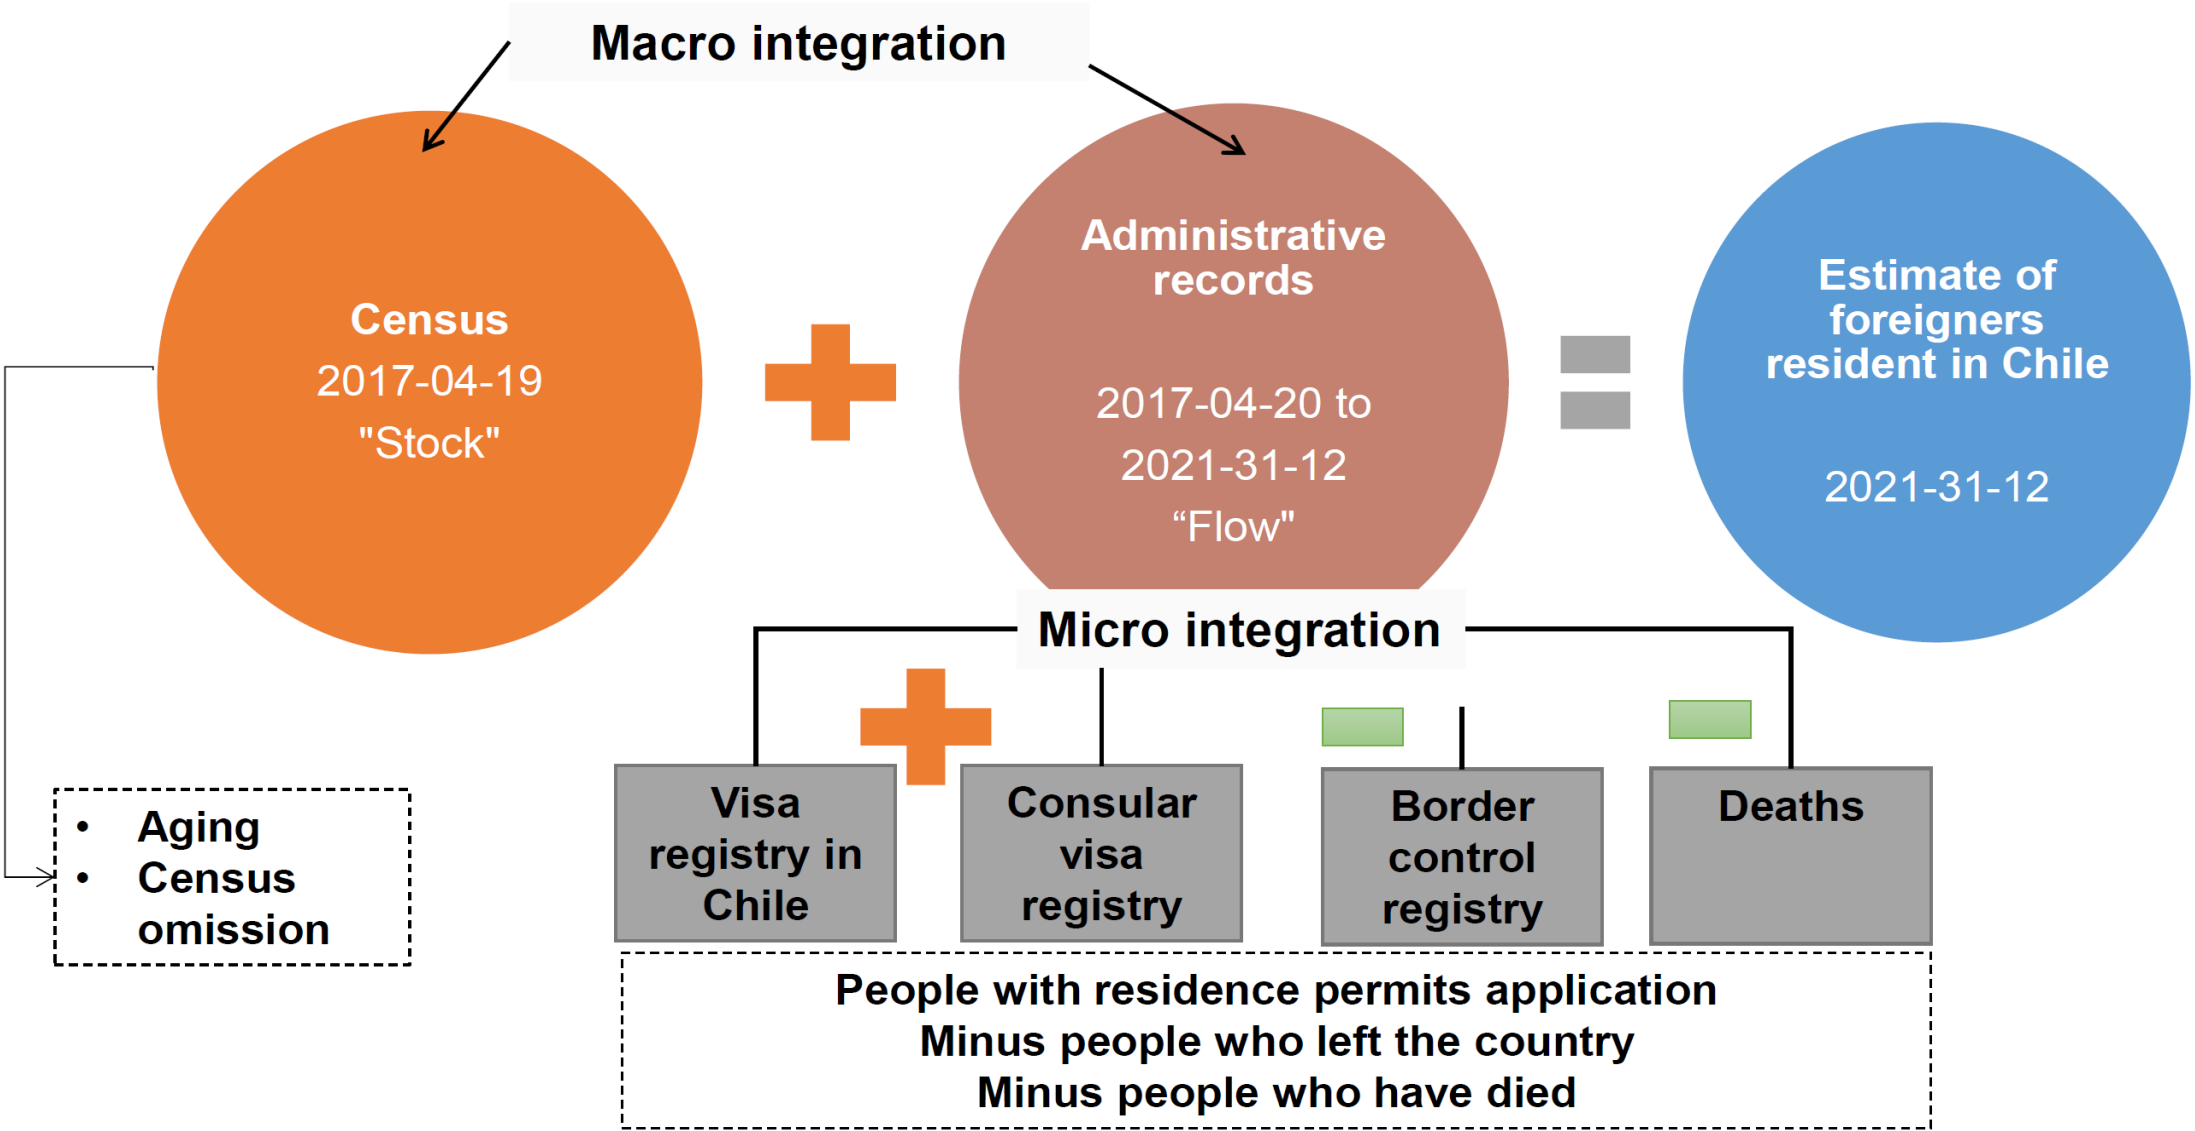 Macro integration
Census
2017-04-19
"Stock"
Administrative
records
2017-04-20 to
2021-31-12
“Flow"
Estimate of
foreigners
resident in Chile
2021-31-12
Micro integration
• Aging
• Census
omission
Visa
registry in
Chile
Consular
visa
registry
Border
control
registry
Deaths
People with residence permits application
Minus people who left the country
Minus people who have died